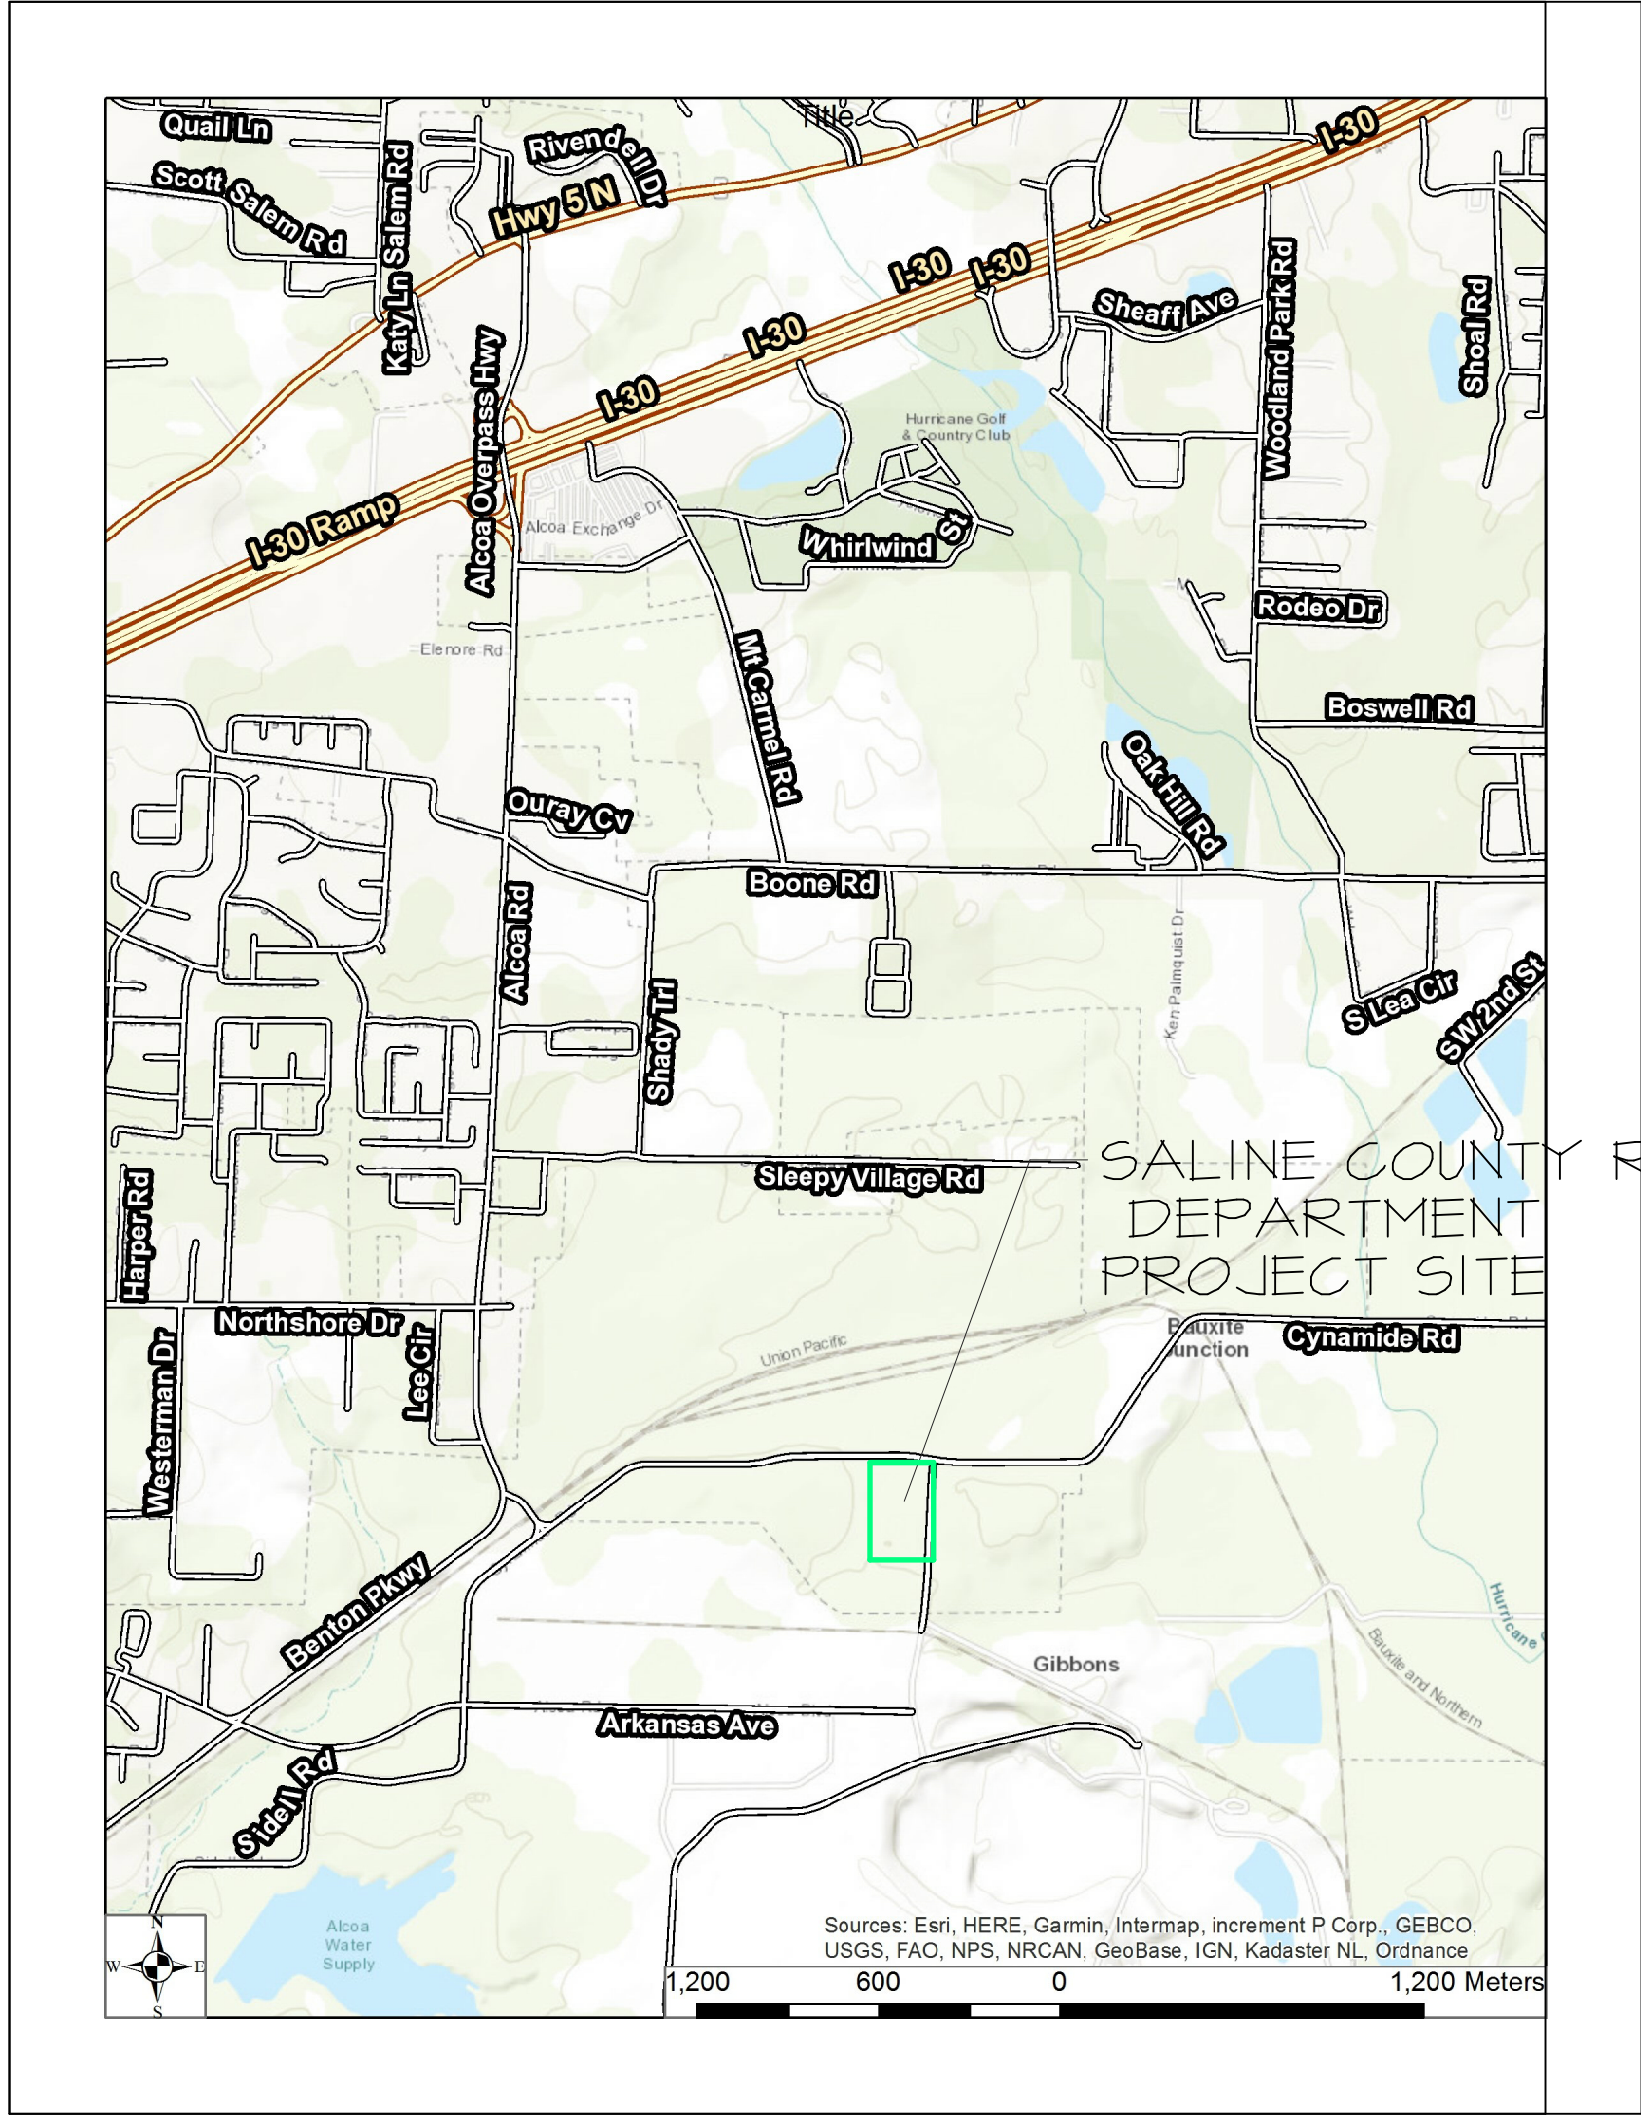 Title
Quail Ln
Scott Salem Rd
Katy Ln
Salem Rd
Rivendell Dr
Hwy 5 N
I-30
I-30
I-30
I-30
I-30
I-30 Ramp
Alcoa Overpass Hwy
Sheaff Ave
Woodland Park Rd
Shoal Rd
Hurricane Golf
& Country Club
Alcoa Exchange Dr
Whirlwind St
Rodeo Dr
Elenore Rd
Mt Carmel Rd
Boswell Rd
Oak Hill Rd
Ouray Cv
Boone Rd
Alcoa Rd
Shady Trl
Ken Palmquist Dr
S Lea Cir
SW 2nd St
Sleepy Village Rd
SALINE COUNTY R
DEPARTMENT
PROJECT SITE
Harper Rd
Northshore Dr
Westerman Dr
Lee Cir
Union Pacific
Bauxite
Junction
Cynamide Rd
Benton Pkwy
Hurricane
Gibbons
Bauxite and Northern
Arkansas Ave
Sidell Rd
Alcoa
Water
Supply
N
W E
S
Sources: Esri, HERE, Garmin, Intermap, increment P Corp., GEBCO,
USGS, FAO, NPS, NRCAN, GeoBase, IGN, Kadaster NL, Ordnance
1,200 600 0 1,200 Meters